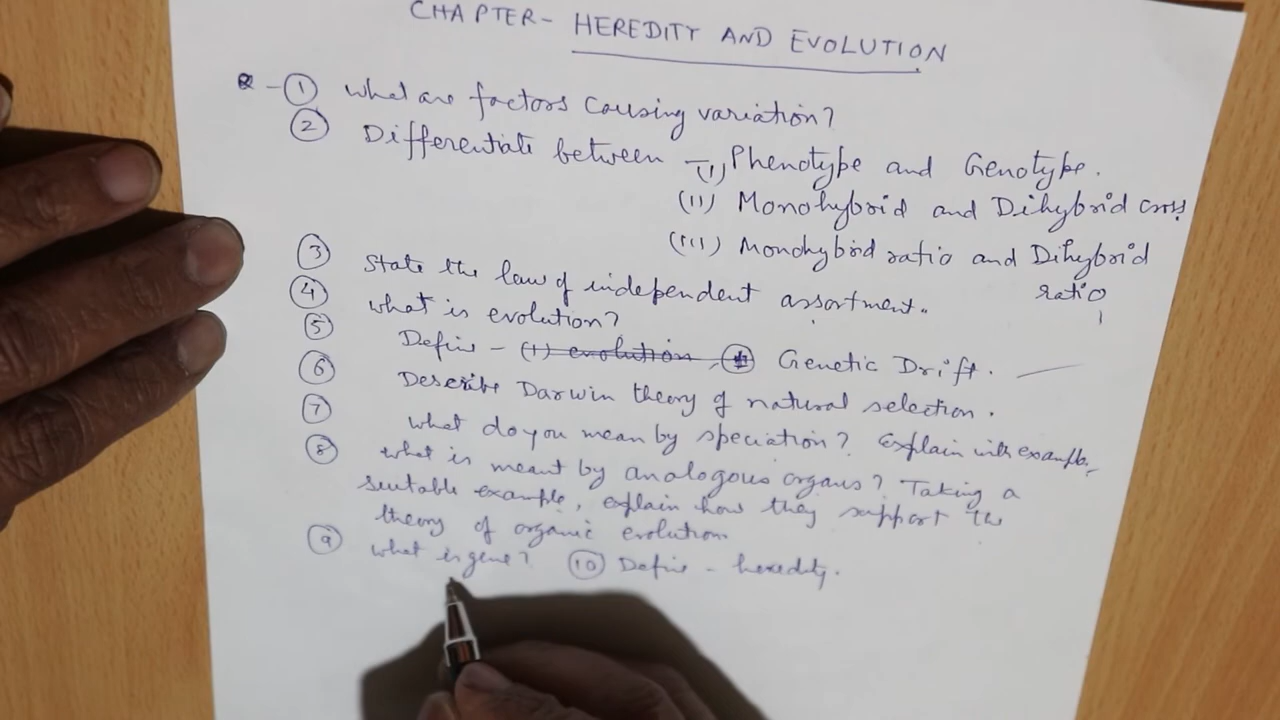 CHAPTER- HEREDITY AND EVOLUTION
Q - ① What are factors causing variation?
② Differentiate between (i) Phenotype and Genotype.
(ii) Monohybrid and Dihybrid cross.
(iii) Monohybrid ratio and Dihybrid
ratio
③ State the law of independent assortment.
④ what is evolution?
⑤ Define - (1) evolution, Genetic Drift.
⑥ Describe Darwin theory of natural selection.
⑦ what do you mean by speciation? Explain with example.
⑧ what is meant by analogous organs? Taking a
suitable example, explain how they support the
theory of organic evolution
⑨ what is gene? ⑩ Define - heredity.